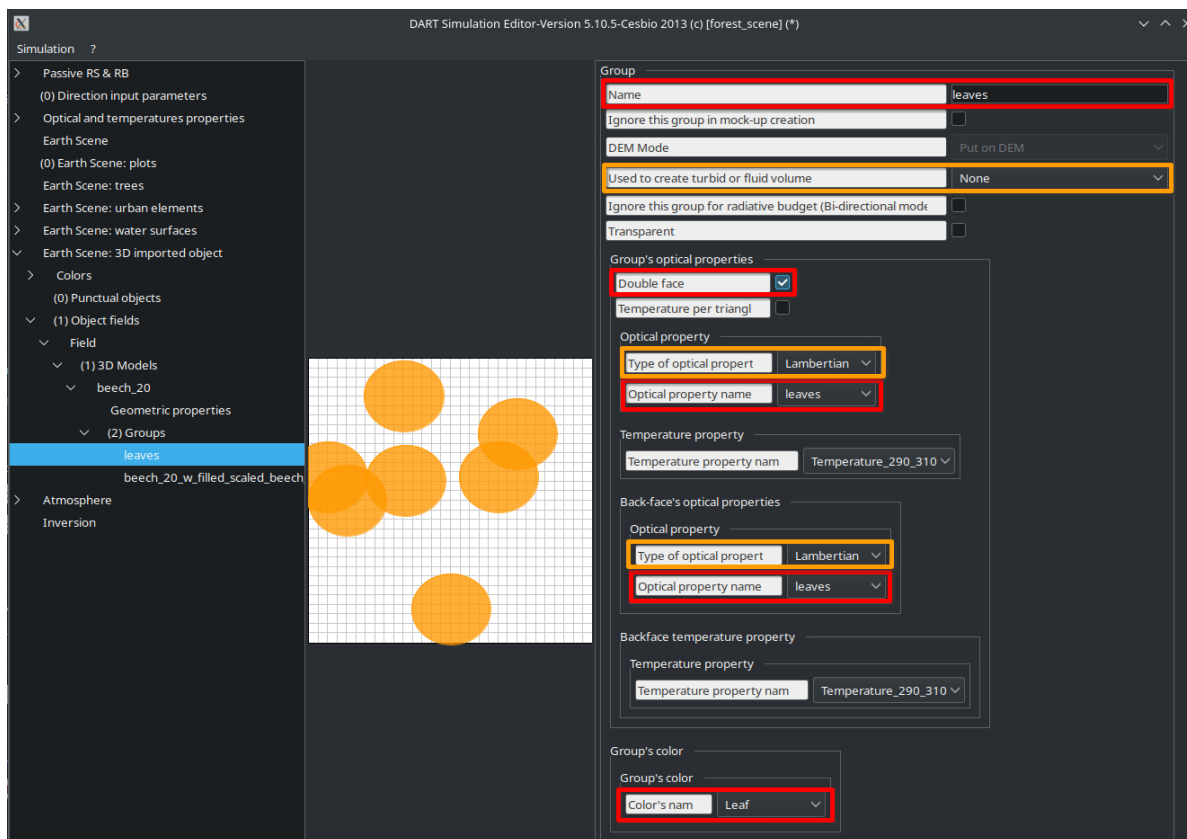 DART Simulation Editor-Version 5.10.5-Cesbio 2013 (c) [forest_scene] (*)
Simulation ?
Passive RS & RB
(0) Direction input parameters
Optical and temperatures properties
Earth Scene
(0) Earth Scene: plots
Earth Scene: trees
Earth Scene: urban elements
Earth Scene: water surfaces
Earth Scene: 3D imported object
Colors
(0) Punctual objects
(1) Object fields
Field
(1) 3D Models
beech_20
Geometric properties
(2) Groups
leaves
beech_20_w_filled_scaled_beech_
Atmosphere
Inversion
Group
Name leaves
Ignore this group in mock-up creation
DEM Mode Put on DEM
Used to create turbid or fluid volume None
Ignore this group for radiative budget (Bi-directional mode
Transparent
Group's optical properties
Double face
Temperature per triangl
Optical property
Type of optical propert Lambertian
Optical property name leaves
Temperature property
Temperature property nam Temperature_290_310
Back-face's optical properties
Optical property
Type of optical propert Lambertian
Optical property name leaves
Backface temperature property
Temperature property
Temperature property nam Temperature_290_310
Group's color
Group's color
Color's nam Leaf